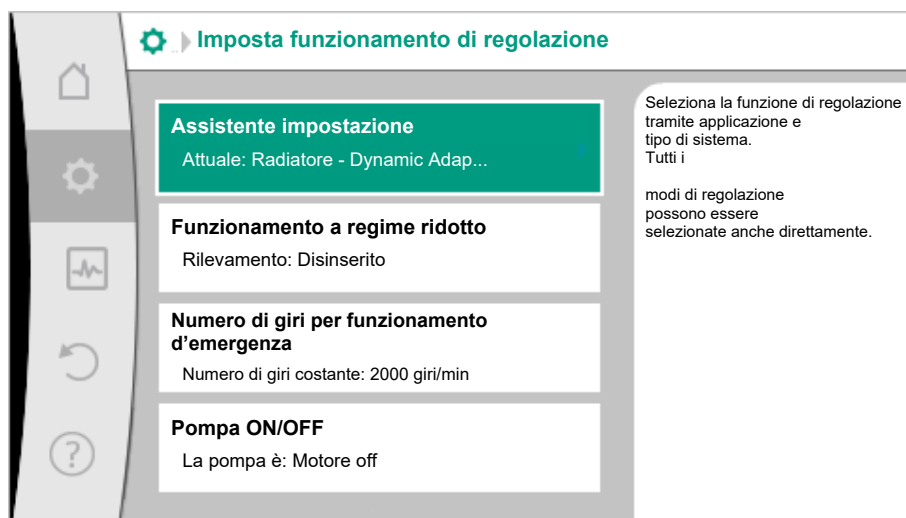 Imposta funzionamento di regolazione
Assistente impostazione
Attuale: Radiatore - Dynamic Adap...
Funzionamento a regime ridotto
Rilevamento: Disinserito
Numero di giri per funzionamento
d’emergenza
Numero di giri costante: 2000 giri/min
Pompa ON/OFF
La pompa è: Motore off
Seleziona la funzione di regolazione
tramite applicazione e
tipo di sistema.
Tutti i
modi di regolazione
possono essere
selezionate anche direttamente.